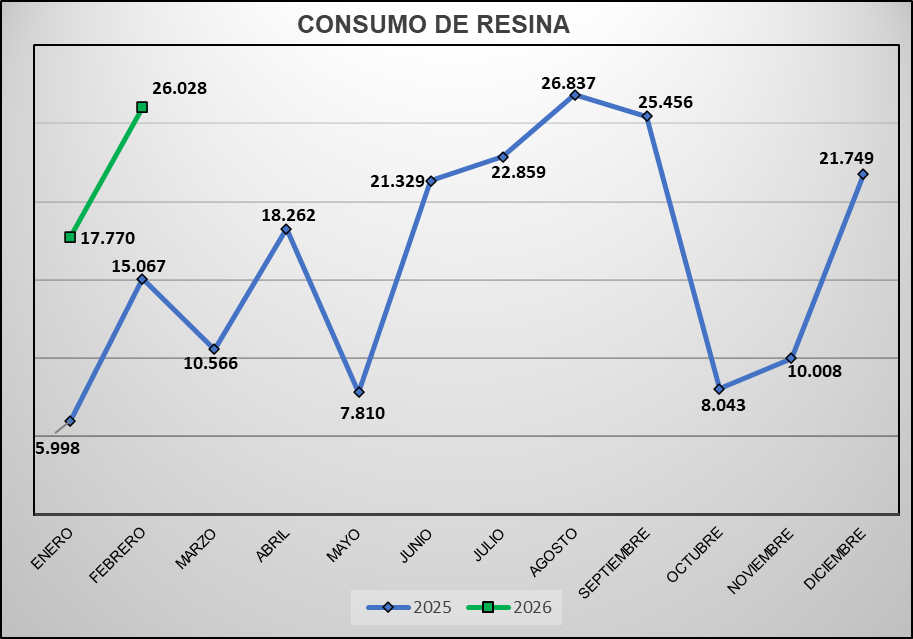 CONSUMO DE RESINA
26.028
17.770
5.998
15.067
10.566
18.262
7.810
21.329
22.859
26.837
25.456
8.043
10.008
21.749
ENERO
FEBRERO
MARZO
ABRIL
MAYO
JUNIO
JULIO
AGOSTO
SEPTIEMBRE
OCTUBRE
NOVIEMBRE
DICIEMBRE
2025
2026